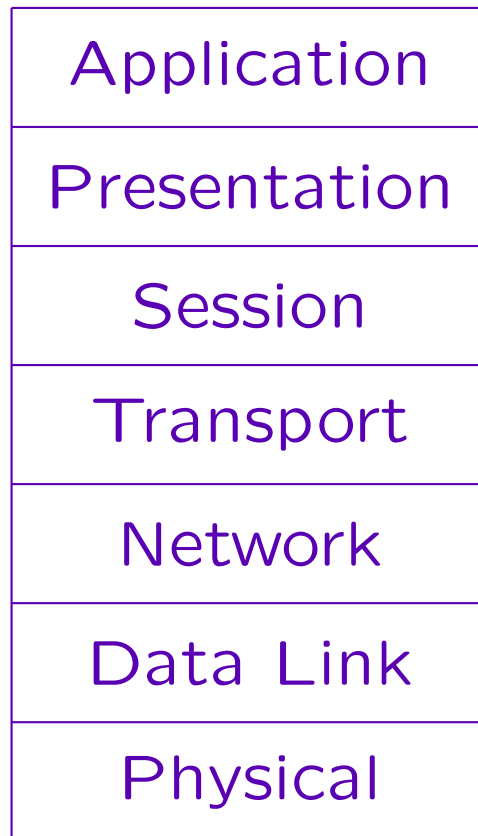 Application
Presentation
Session
Transport
Network
Data Link
Physical